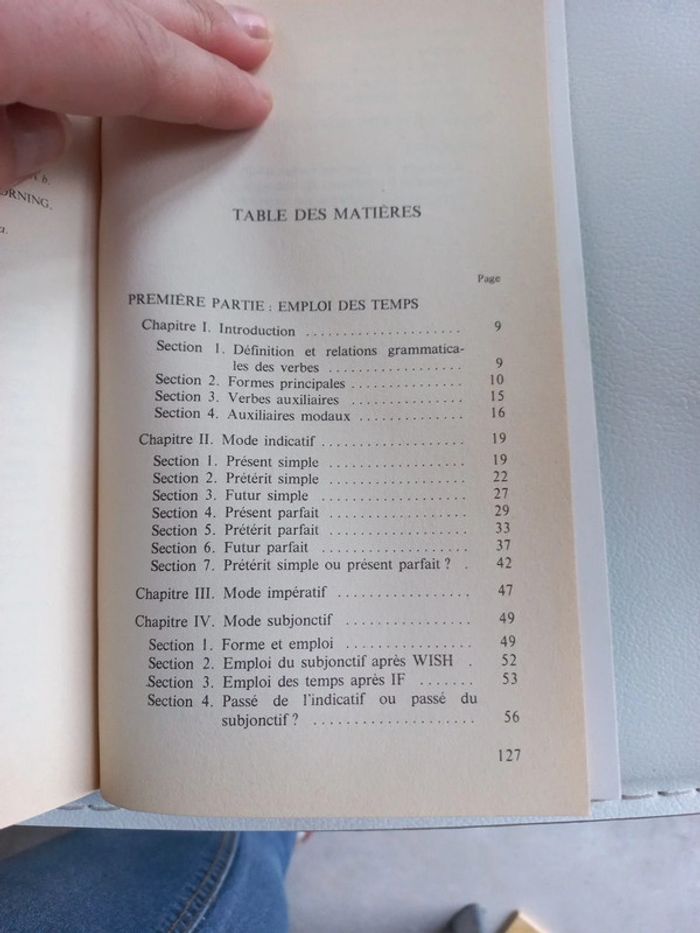 b.
ORNING.
a.
TABLE DES MATIÈRES
Page
PREMIÈRE PARTIE : EMPLOI DES TEMPS
Chapitre I. Introduction ..................... 9
Section 1. Définition et relations grammatica-
les des verbes .................. 9
Section 2. Formes principales ............... 10
Section 3. Verbes auxiliaires ............... 15
Section 4. Auxiliaires modaux .............. 16
Chapitre II. Mode indicatif ................... 19
Section 1. Présent simple .................. 19
Section 2. Prétérit simple .................. 22
Section 3. Futur simple ................... 27
Section 4. Présent parfait .................. 29
Section 5. Prétérit parfait .................. 33
Section 6. Futur parfait ................... 37
Section 7. Prétérit simple ou présent parfait ? . 42
Chapitre III. Mode impératif ................. 47
Chapitre IV. Mode subjonctif ................ 49
Section 1. Forme et emploi ................ 49
Section 2. Emploi du subjonctif après WISH . 52
Section 3. Emploi des temps après IF ....... 53
Section 4. Passé de l'indicatif ou passé du
subjonctif ? .................... 56
127